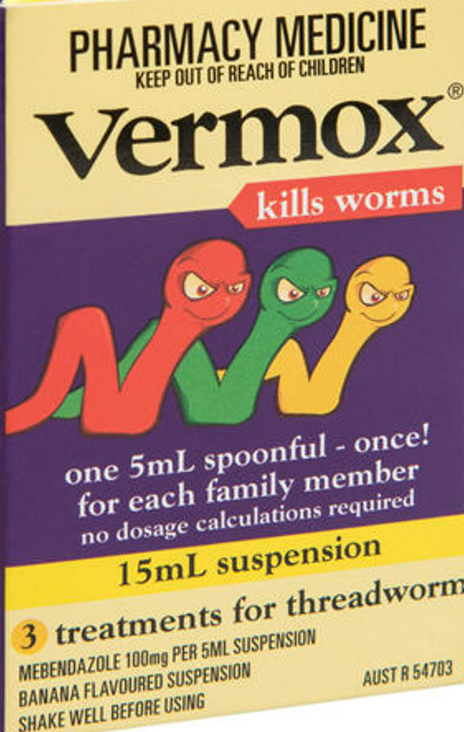 PHARMACY MEDICINE
KEEP OUT OF REACH OF CHILDREN
Vermox®
kills worms
one 5mL spoonful - once!
for each family member
no dosage calculations required
15mL suspension
3 treatments for threadworm
MEBENDAZOLE 100mg PER 5ML SUSPENSION
BANANA FLAVOURED SUSPENSION
AUST R 54703
SHAKE WELL BEFORE USING